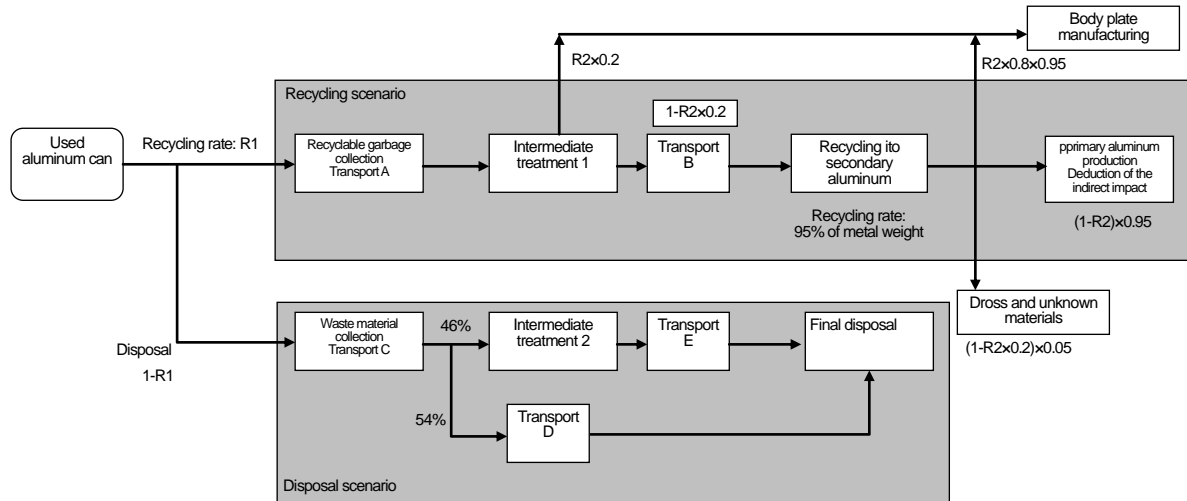 Body plate
manufacturing
R2×0.2
R2×0.8×0.95
Recycling scenario
1-R2×0.2
Used
aluminum can
Recycling rate: R1
Recyclable garbage
collection
Transport A
Intermediate
treatment 1
Transport
B
Recycling ito
secondary
aluminum
pprimary aluminum
production
Deduction of the
indirect impact
Recycling rate:
95% of metal weight
(1-R2)×0.95
Dross and unknown
materials
(1-R2×0.2)×0.05
Disposal
1-R1
Waste material
collection
Transport C
46%
Intermediate
treatment 2
Transport
E
Final disposal
54%
Transport
D
Disposal scenario